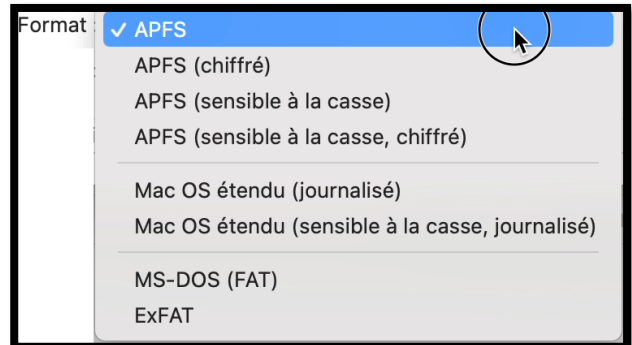 Format :
✓ APFS
APFS (chiffré)
APFS (sensible à la casse)
APFS (sensible à la casse, chiffré)
Mac OS étendu (journalisé)
Mac OS étendu (sensible à la casse, journalisé)
MS-DOS (FAT)
ExFAT